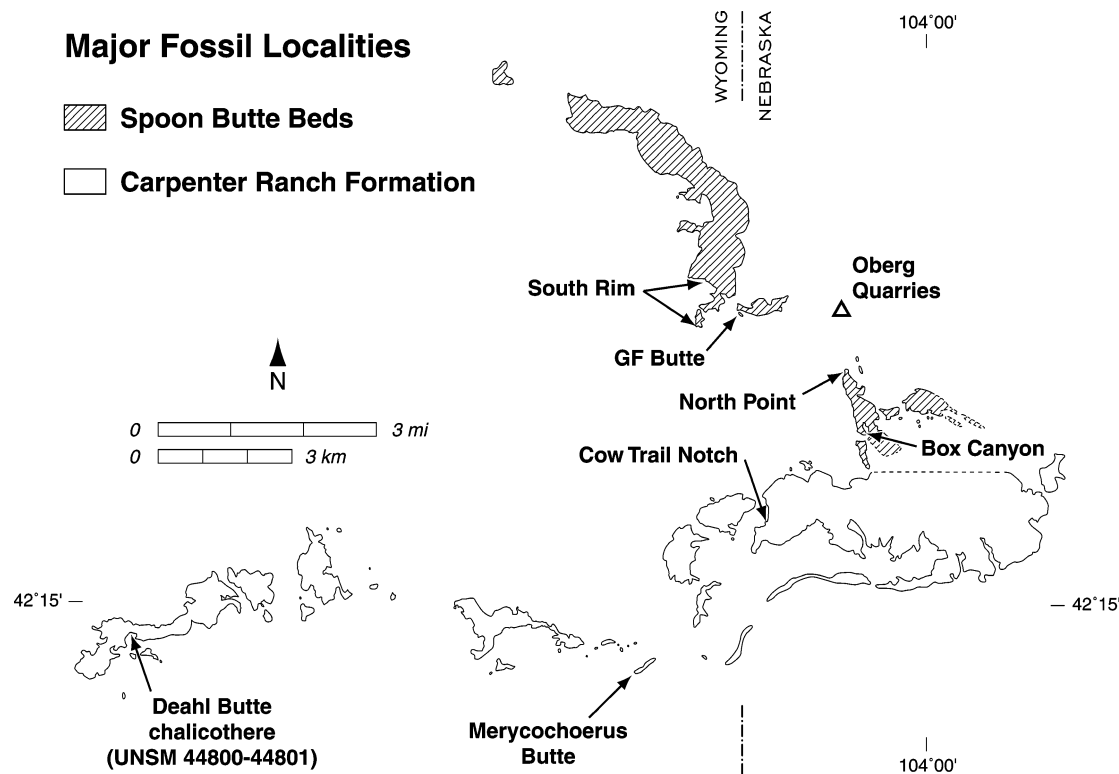 Major Fossil Localities
Spoon Butte Beds
Carpenter Ranch Formation
WYOMING
NEBRASKA
104°00'
South Rim
GF Butte
Oberg
Quarries
N
0 3 mi
0 3 km
North Point
Box Canyon
Cow Trail Notch
42°15'
42°15'
Deahl Butte
chalicothere
(UNSM 44800-44801)
Merycochoerus
Butte
104°00'